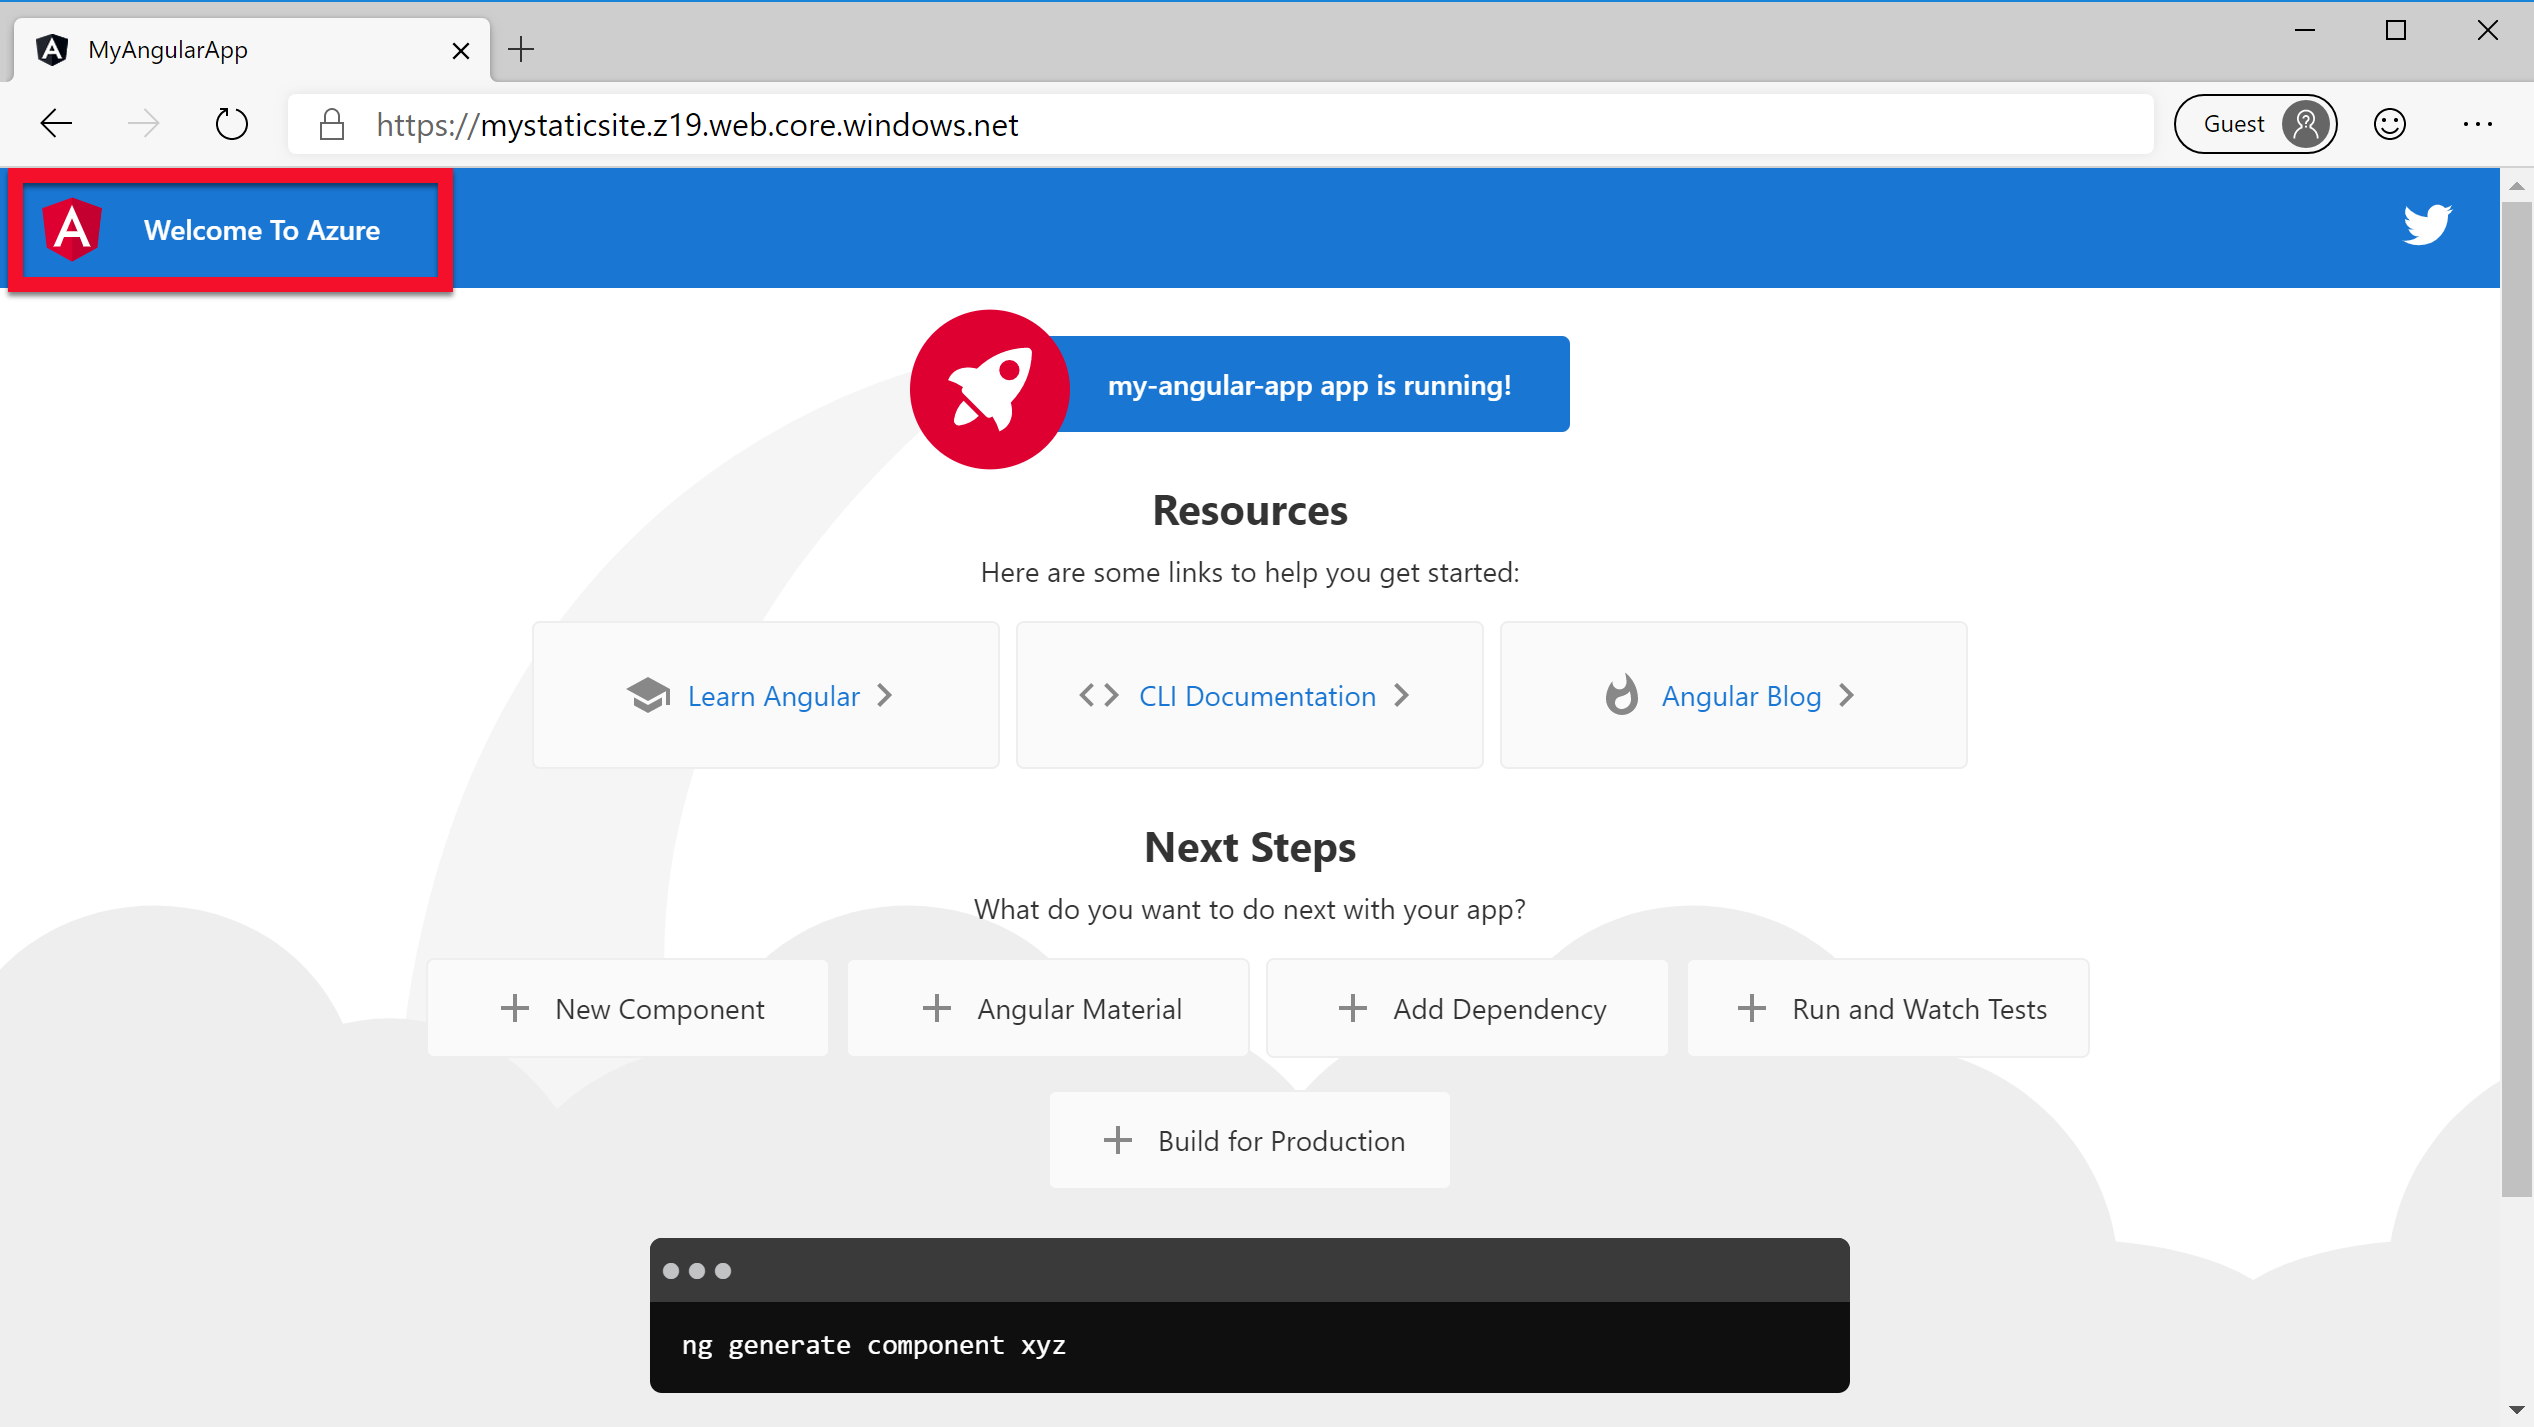 MyAngularApp
https://mystaticsite.z19.web.core.windows.net
Guest
Welcome To Azure
my-angular-app app is running!
Resources
Here are some links to help you get started:
Learn Angular
CLI Documentation
Angular Blog
Next Steps
What do you want to do next with your app?
New Component
Angular Material
Add Dependency
Run and Watch Tests
Build for Production
ng generate component xyz